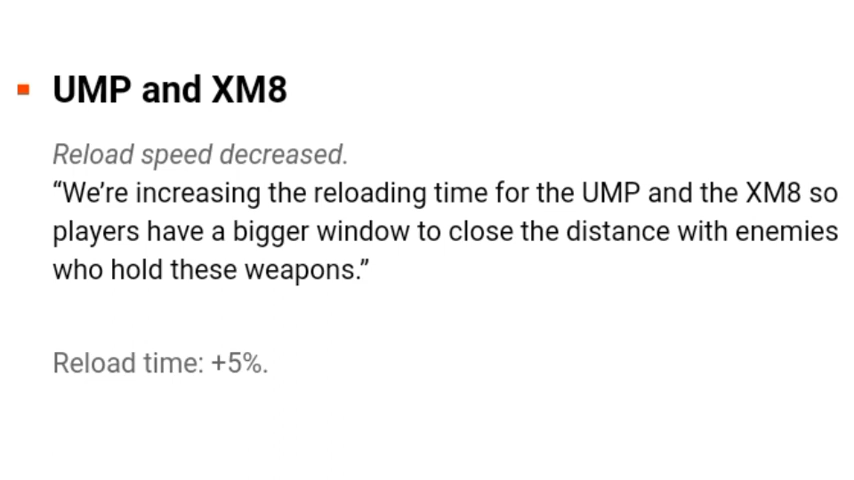 UMP and XM8
Reload speed decreased.
“We’re increasing the reloading time for the UMP and the XM8 so
players have a bigger window to close the distance with enemies
who hold these weapons.”
Reload time: +5%.